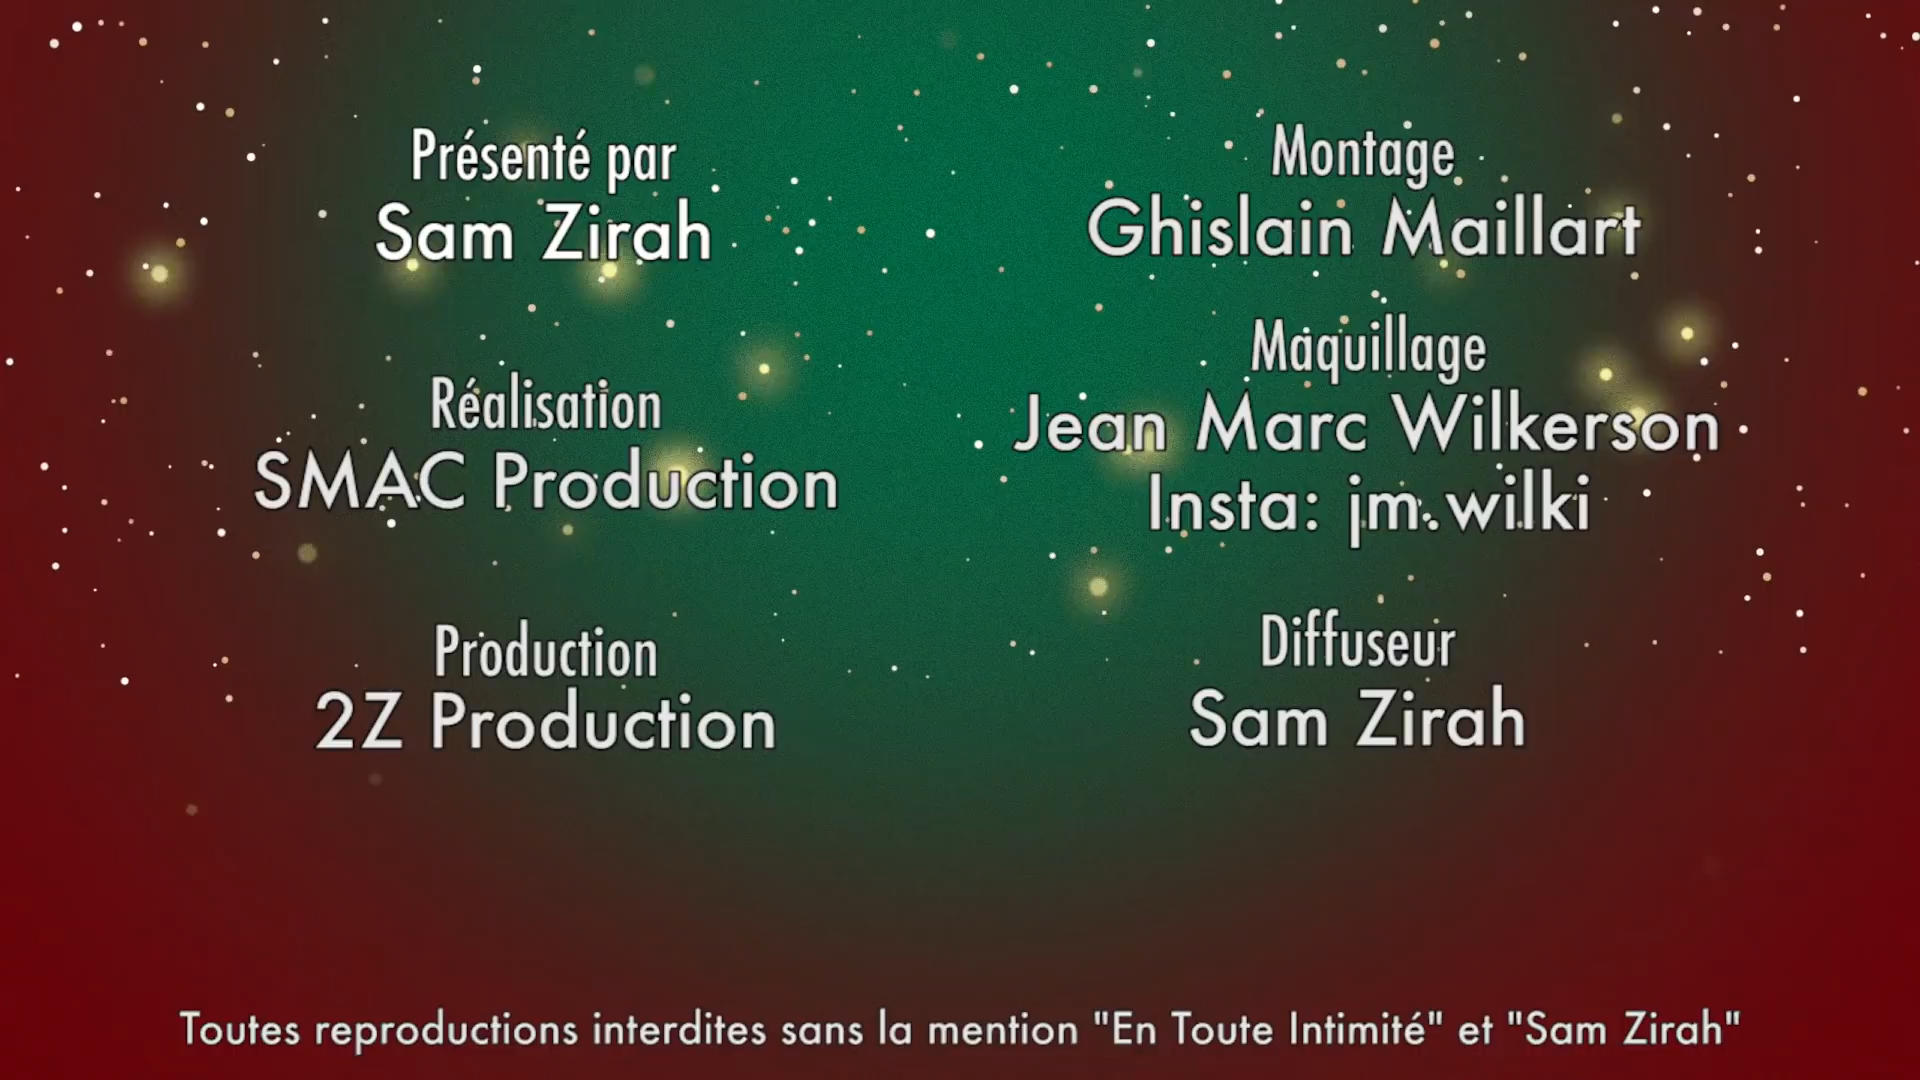 Présenté par
Sam Zirah
Réalisation
SMAC Production
Production
2Z Production
Montage
Ghislain Maillart
Maquillage
Jean Marc Wilkerson
Insta: jm.wilki
Diffuseur
Sam Zirah
Toutes reproductions interdites sans la mention "En Toute Intimité" et "Sam Zirah"